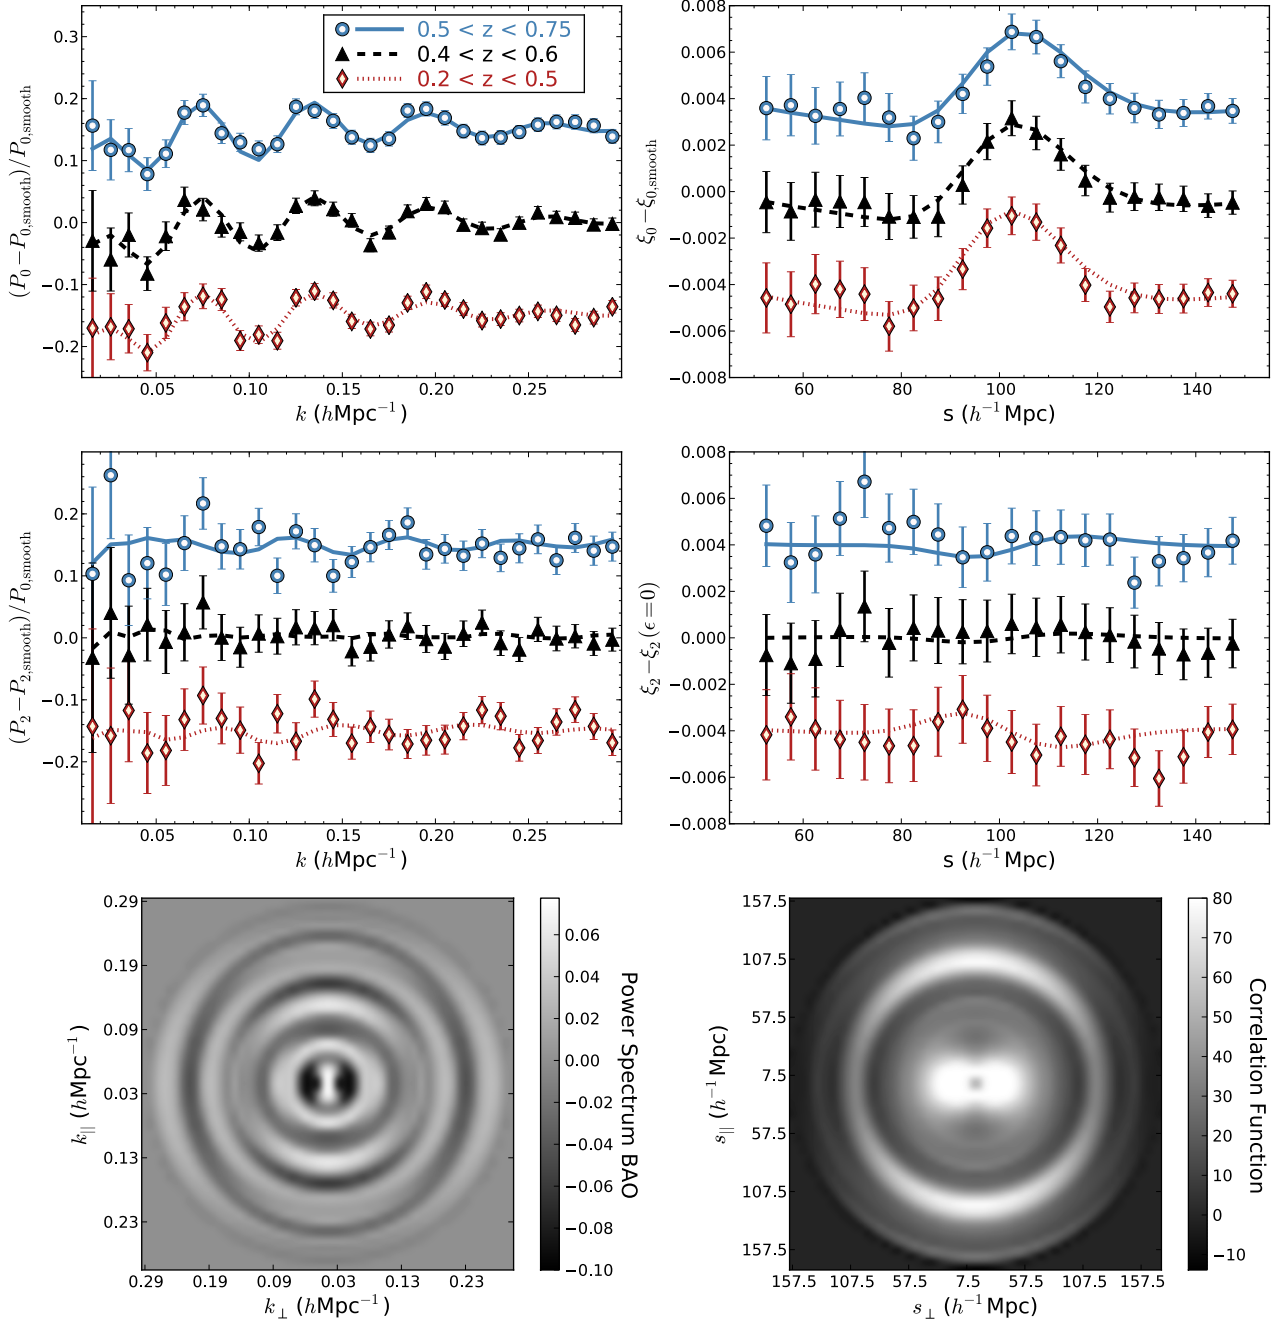 0.5 < z < 0.75
0.4 < z < 0.6
0.2 < z < 0.5
0.3
0.2
0.1
0.0
−0.1
−0.2
(P₀−P₀,smooth)/P₀,smooth
0.05 0.10 0.15 0.20 0.25
k (hMpc⁻¹)
0.008
0.006
0.004
0.002
0.000
−0.002
−0.004
−0.006
−0.008
ξ₀−ξ₀,smooth
60 80 100 120 140
s (h⁻¹Mpc)
0.2
0.1
0.0
−0.1
−0.2
(P₂−P₂,smooth)/P₀,smooth
0.05 0.10 0.15 0.20 0.25
k (hMpc⁻¹)
0.008
0.006
0.004
0.002
0.000
−0.002
−0.004
−0.006
−0.008
ξ₂−ξ₂(ϵ=0)
60 80 100 120 140
s (h⁻¹Mpc)
0.29
0.19
0.09
0.03
0.13
0.23
k|| (hMpc⁻¹)
0.29 0.19 0.09 0.03 0.13 0.23
k⊥ (hMpc⁻¹)
0.06
0.04
0.02
0.00
−0.02
−0.04
−0.06
−0.08
−0.10
Power Spectrum BAO
157.5
107.5
57.5
7.5
57.5
107.5
157.5
s|| (h⁻¹Mpc)
157.5 107.5 57.5 7.5 57.5 107.5 157.5
s⊥ (h⁻¹Mpc)
80
70
60
50
40
30
20
10
0
−10
Correlation Function